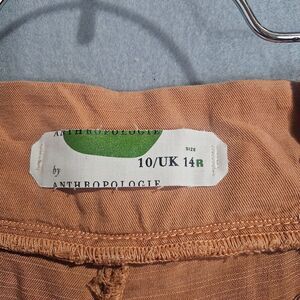 ANTHROPOLOGIE
SIZE
10/UK 14R
by
ANTHROPOLOGIE